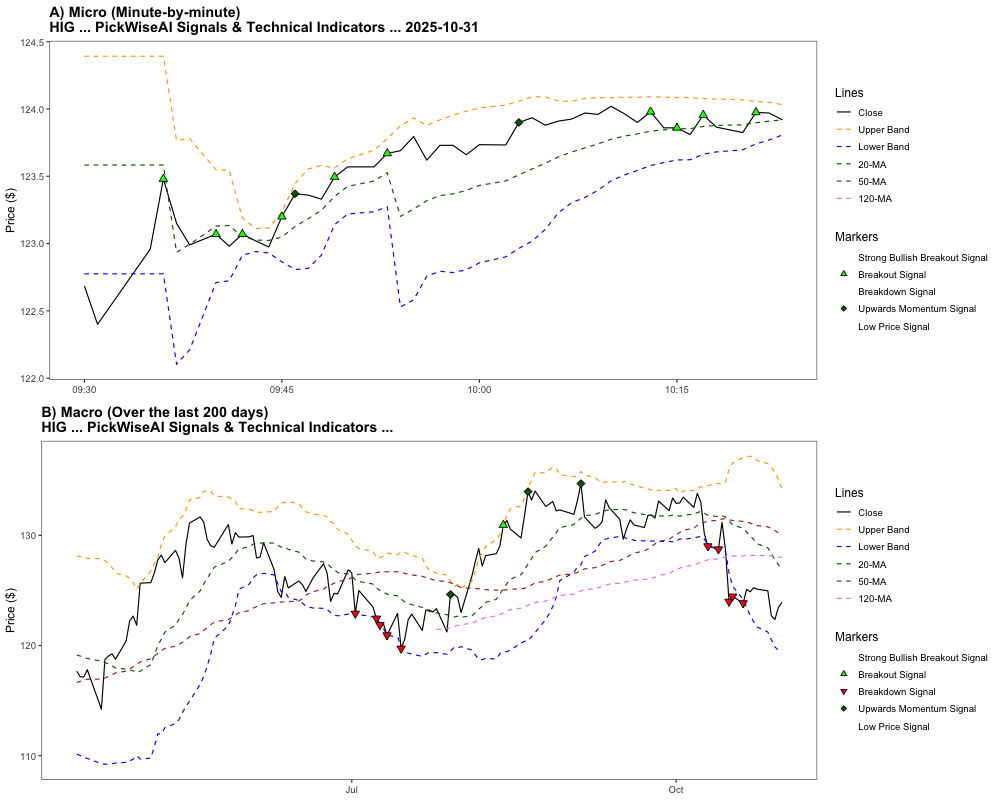 A) Micro (Minute-by-minute)
HIG ... PickWiseAI Signals & Technical Indicators ... 2025-10-31
124.5
124.0
123.5
123.0
122.5
122.0
Price ($)
09:30
09:45
10:00
10:15
Lines
Close
Upper Band
Lower Band
20-MA
50-MA
120-MA
Markers
Strong Bullish Breakout Signal
Breakout Signal
Breakdown Signal
Upwards Momentum Signal
Low Price Signal
B) Macro (Over the last 200 days)
HIG ... PickWiseAI Signals & Technical Indicators ...
130
120
110
Price ($)
Jul
Oct
Lines
Close
Upper Band
Lower Band
20-MA
50-MA
120-MA
Markers
Strong Bullish Breakout Signal
Breakout Signal
Breakdown Signal
Upwards Momentum Signal
Low Price Signal